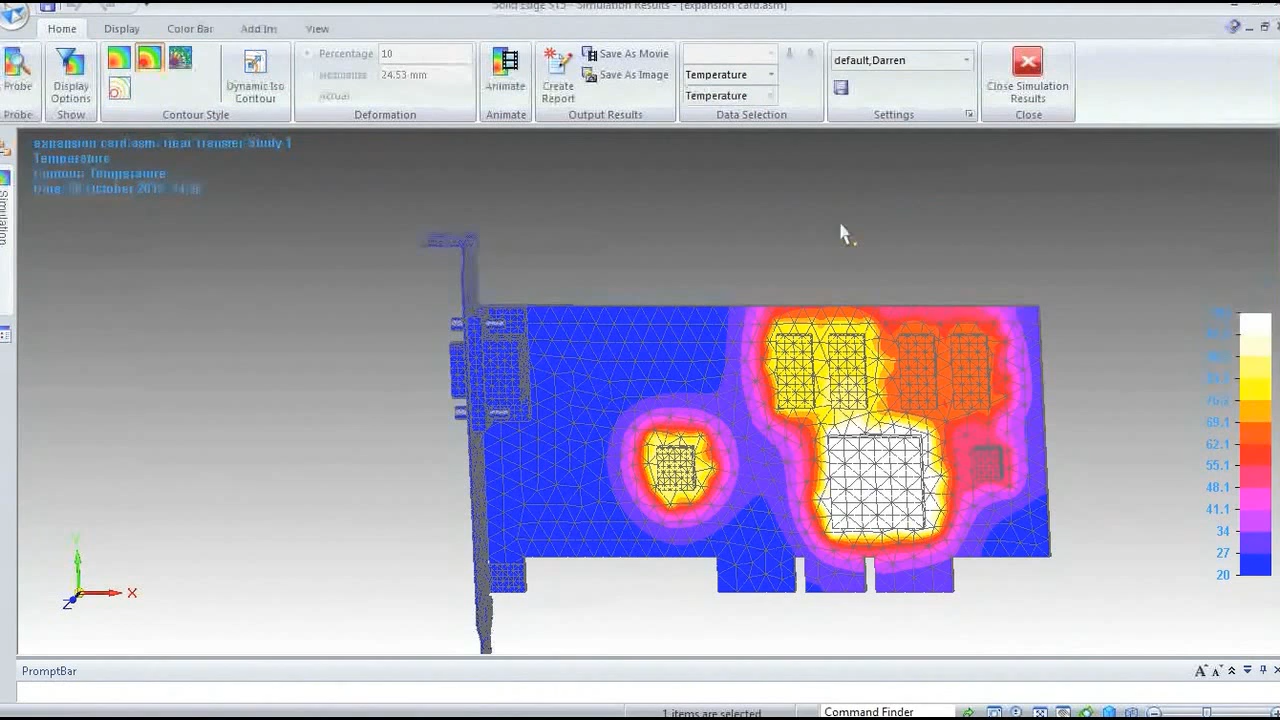 Solid Edge ST5 - Simulation Results - [expansion card.asm]
Home Display Color Bar Add Ins View
Probe
Display
Options
Dynamic Iso
Contour
Percentage 10
24.53 mm
Actual
Animate
Create
Report
Save As Movie
Save As Image
Temperature
Temperature
default,Darren
Close Simulation
Results
Probe Show Contour Style Deformation Animate Output Results Data Selection Settings Close
expansion card.asm, Heat Transfer Study 1
Temperature
Contour: Temperature
Simulation
69.1
62.1
55.1
48.1
41.1
34
27
20
Y
X
Z
PromptBar
1 items are selected
Command Finder